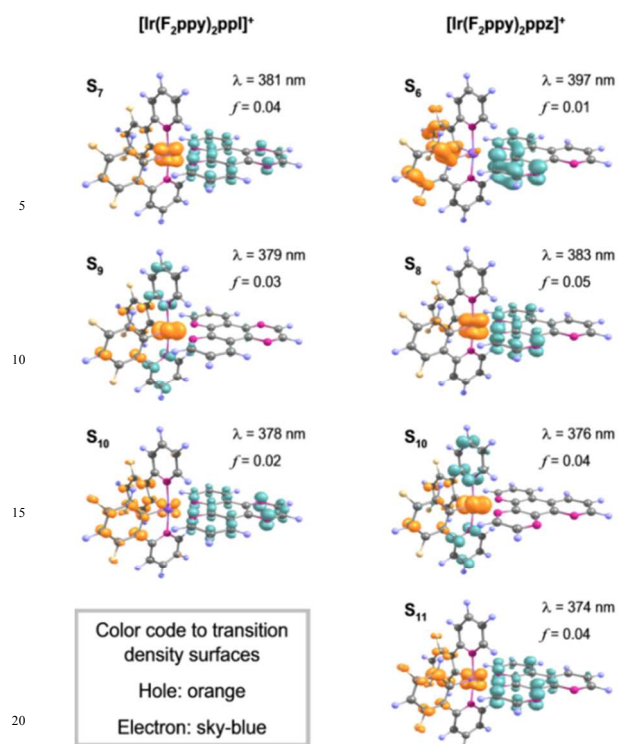 [Ir(F₂ppy)₂ppl]⁺
[Ir(F₂ppy)₂ppz]⁺
S₇
λ = 381 nm
f = 0.04
S₆
λ = 397 nm
f = 0.01
5
S₉
λ = 379 nm
f = 0.03
S₈
λ = 383 nm
f = 0.05
10
S₁₀
λ = 378 nm
f = 0.02
S₁₀
λ = 376 nm
f = 0.04
15
S₁₁
λ = 374 nm
f = 0.04
Color code to transition
density surfaces
Hole: orange
Electron: sky-blue
20